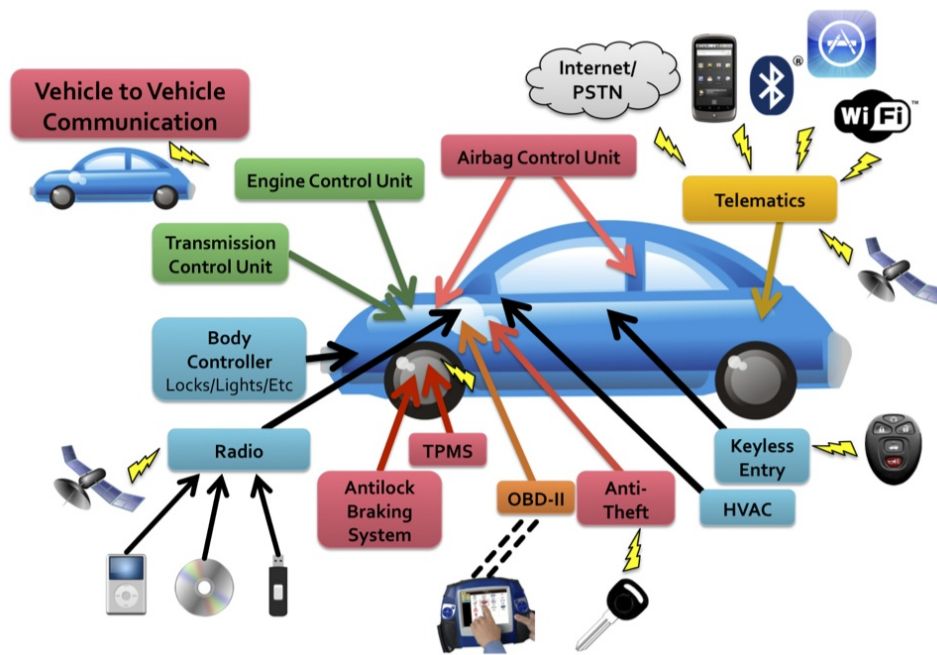 Vehicle to Vehicle
Communication
Internet/
PSTN
®
Wi Fi™
Engine Control Unit
Airbag Control Unit
Telematics
Transmission
Control Unit
Body
Controller
Locks/Lights/Etc
Radio
TPMS
Antilock
Braking
System
OBD-II
Anti-
Theft
Keyless
Entry
HVAC